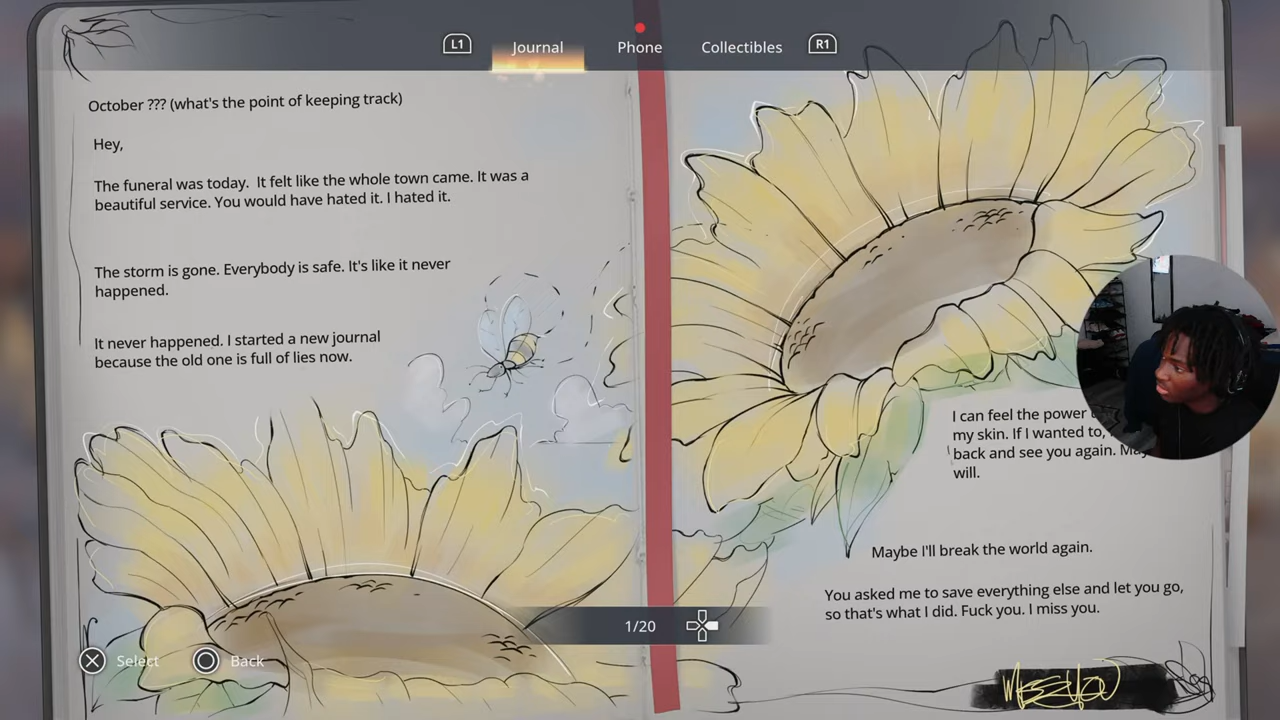 L1
Journal
Phone
Collectibles
R1
October ??? (what's the point of keeping track)
Hey,
The funeral was today. It felt like the whole town came. It was a
beautiful service. You would have hated it. I hated it.
The storm is gone. Everybody is safe. It's like it never
happened.
It never happened. I started a new journal
because the old one is full of lies now.
I can feel the power
my skin. If I wanted to,
back and see you again.
will.
Maybe I'll break the world again.
You asked me to save everything else and let you go,
so that's what I did. Fuck you. I miss you.
1/20
Select
Back